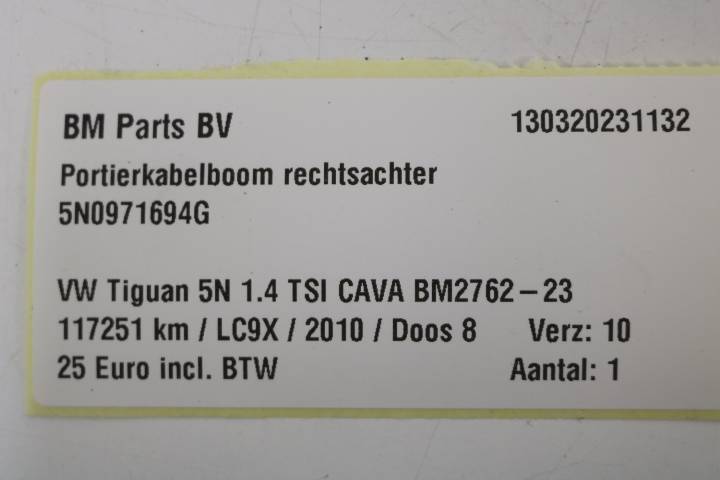 BM Parts BV 130320231132
Portierkabelboom rechtsachter
5N0971694G
VW Tiguan 5N 1.4 TSI CAVA BM2762-23
117251 km / LC9X / 2010 / Doos 8 Verz: 10
25 Euro incl. BTW Aantal: 1